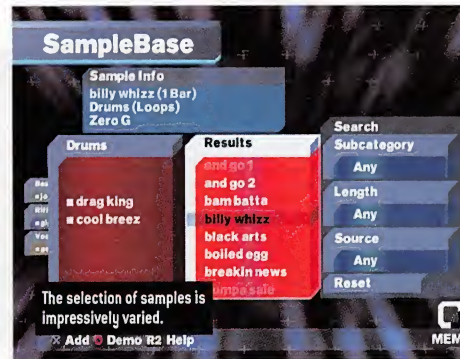 SampleBase
Sample Info
billy whizz (1 Bar)
Drums (Loops)
Zero G
Drums
drag king
cool breez
Results
and go 1
and go 2
bam batta
billy whizz
black arts
boiled egg
breakin news
Search
Subcategory
Any
Length
Any
Source
Any
Reset
The selection of samples is
impressively varied.
Add Demo R2 Help
MEM